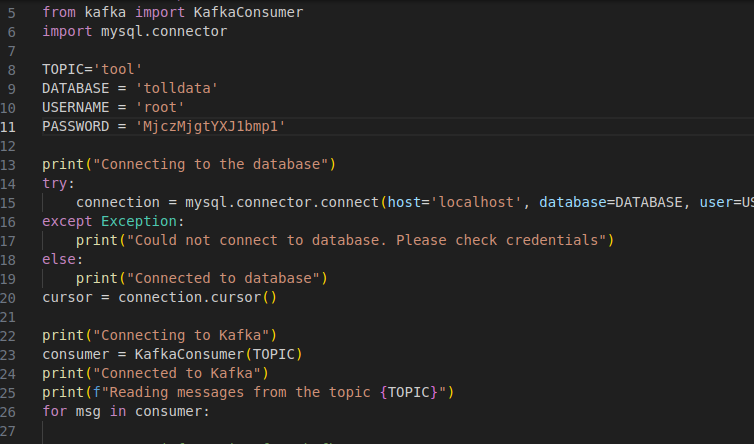 5 from kafka import KafkaConsumer
6 import mysql.connector
7
8 TOPIC='tool'
9 DATABASE = 'tolldata'
10 USERNAME = 'root'
11 PASSWORD = 'MjczMjgtYXJ1bmp1'
12
13 print("Connecting to the database")
14 try:
15     connection = mysql.connector.connect(host='localhost', database=DATABASE, user=US
16 except Exception:
17     print("Could not connect to database. Please check credentials")
18 else:
19     print("Connected to database")
20 cursor = connection.cursor()
21
22 print("Connecting to Kafka")
23 consumer = KafkaConsumer(TOPIC)
24 print("Connected to Kafka")
25 print(f"Reading messages from the topic {TOPIC}")
26 for msg in consumer:
27